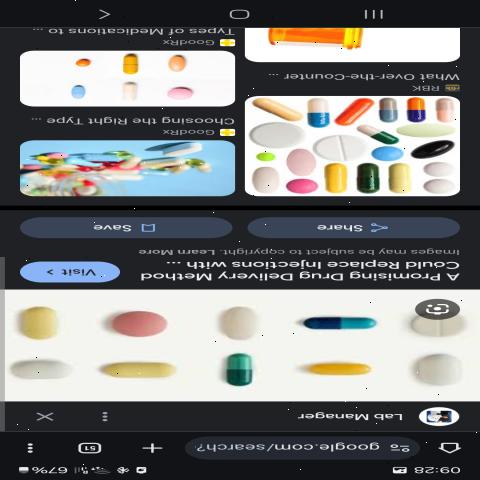 09:28
67%
google.com/search?
51
Lab Manager
A Promising Drug Delivery Method
Could Replace Injections with ...
Visit >
Images may be subject to copyright. Learn More
Share
Save
RBK
What Over-the-Counter ...
GoodRx
Choosing the Right Type ...
GoodRx
Types of Medications to